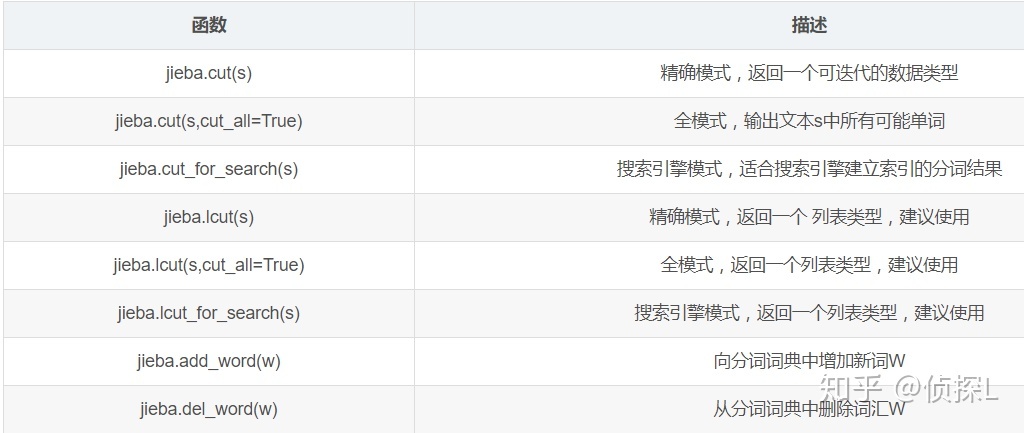 函数 描述
jieba.cut(s) 精确模式，返回一个可迭代的数据类型
jieba.cut(s,cut_all=True) 全模式，输出文本s中所有可能单词
jieba.cut_for_search(s) 搜索引擎模式，适合搜索引擎建立索引的分词结果
jieba.lcut(s) 精确模式，返回一个 列表类型，建议使用
jieba.lcut(s,cut_all=True) 全模式，返回一个列表类型，建议使用
jieba.lcut_for_search(s) 搜索引擎模式，返回一个列表类型，建议使用
jieba.add_word(w) 向分词词典中增加新词W
jieba.del_word(w) 从分词词典中删除词汇W
知乎 @侦探L